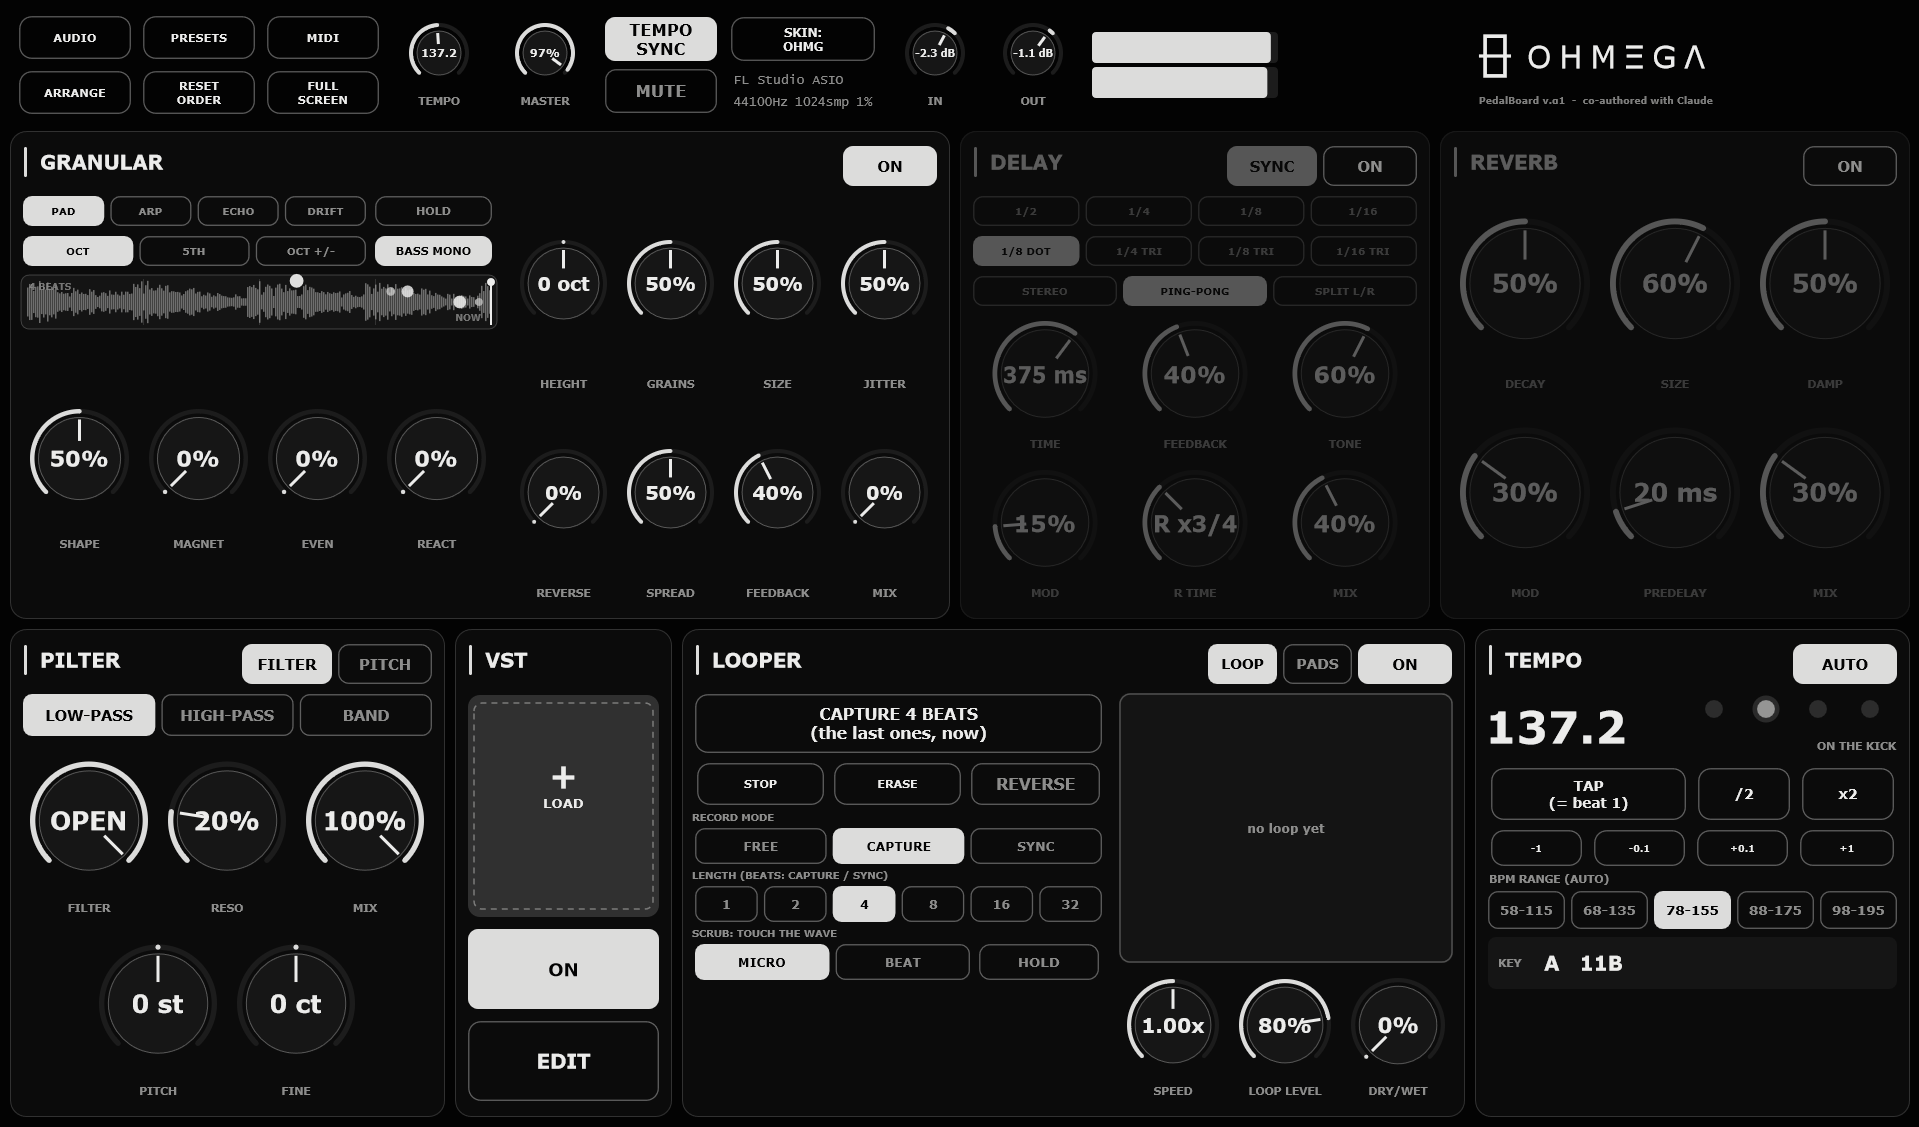 AUDIO
PRESETS
MIDI
ARRANGE
RESET
ORDER
FULL
SCREEN
137.2
TEMPO
97%
MASTER
TEMPO
SYNC
MUTE
SKIN:
OHMG
FL Studio ASIO
44100Hz 1024smp 1%
-2.3 dB
IN
-1.1 dB
OUT
OHMEGA
PedalBoard v.α1 - co-authored with Claude
GRANULAR
ON
PAD
ARP
ECHO
DRIFT
HOLD
OCT
5TH
OCT +/-
BASS MONO
4 BEATS
NOW
0 oct
50%
50%
50%
HEIGHT
GRAINS
SIZE
JITTER
50%
0%
0%
0%
SHAPE
MAGNET
EVEN
REACT
0%
50%
40%
0%
REVERSE
SPREAD
FEEDBACK
MIX
DELAY
SYNC
ON
1/2
1/4
1/8
1/16
1/8 DOT
1/4 TRI
1/8 TRI
1/16 TRI
STEREO
PING-PONG
SPLIT L/R
375 ms
40%
60%
TIME
FEEDBACK
TONE
15%
R x3/4
40%
MOD
R TIME
MIX
REVERB
ON
50%
60%
50%
DECAY
SIZE
DAMP
30%
20 ms
30%
MOD
PREDELAY
MIX
PILTER
FILTER
PITCH
LOW-PASS
HIGH-PASS
BAND
OPEN
20%
100%
FILTER
RESO
MIX
0 st
0 ct
PITCH
FINE
VST
+
LOAD
ON
EDIT
LOOPER
LOOP
PADS
ON
CAPTURE 4 BEATS
(the last ones, now)
STOP
ERASE
REVERSE
RECORD MODE
FREE
CAPTURE
SYNC
LENGTH (BEATS: CAPTURE / SYNC)
1
2
4
8
16
32
SCRUB: TOUCH THE WAVE
MICRO
BEAT
HOLD
no loop yet
1.00x
80%
0%
SPEED
LOOP LEVEL
DRY/WET
TEMPO
AUTO
137.2
ON THE KICK
TAP
(= beat 1)
/2
x2
-1
-0.1
+0.1
+1
BPM RANGE (AUTO)
58-115
68-135
78-155
88-175
98-195
KEY
A
11B